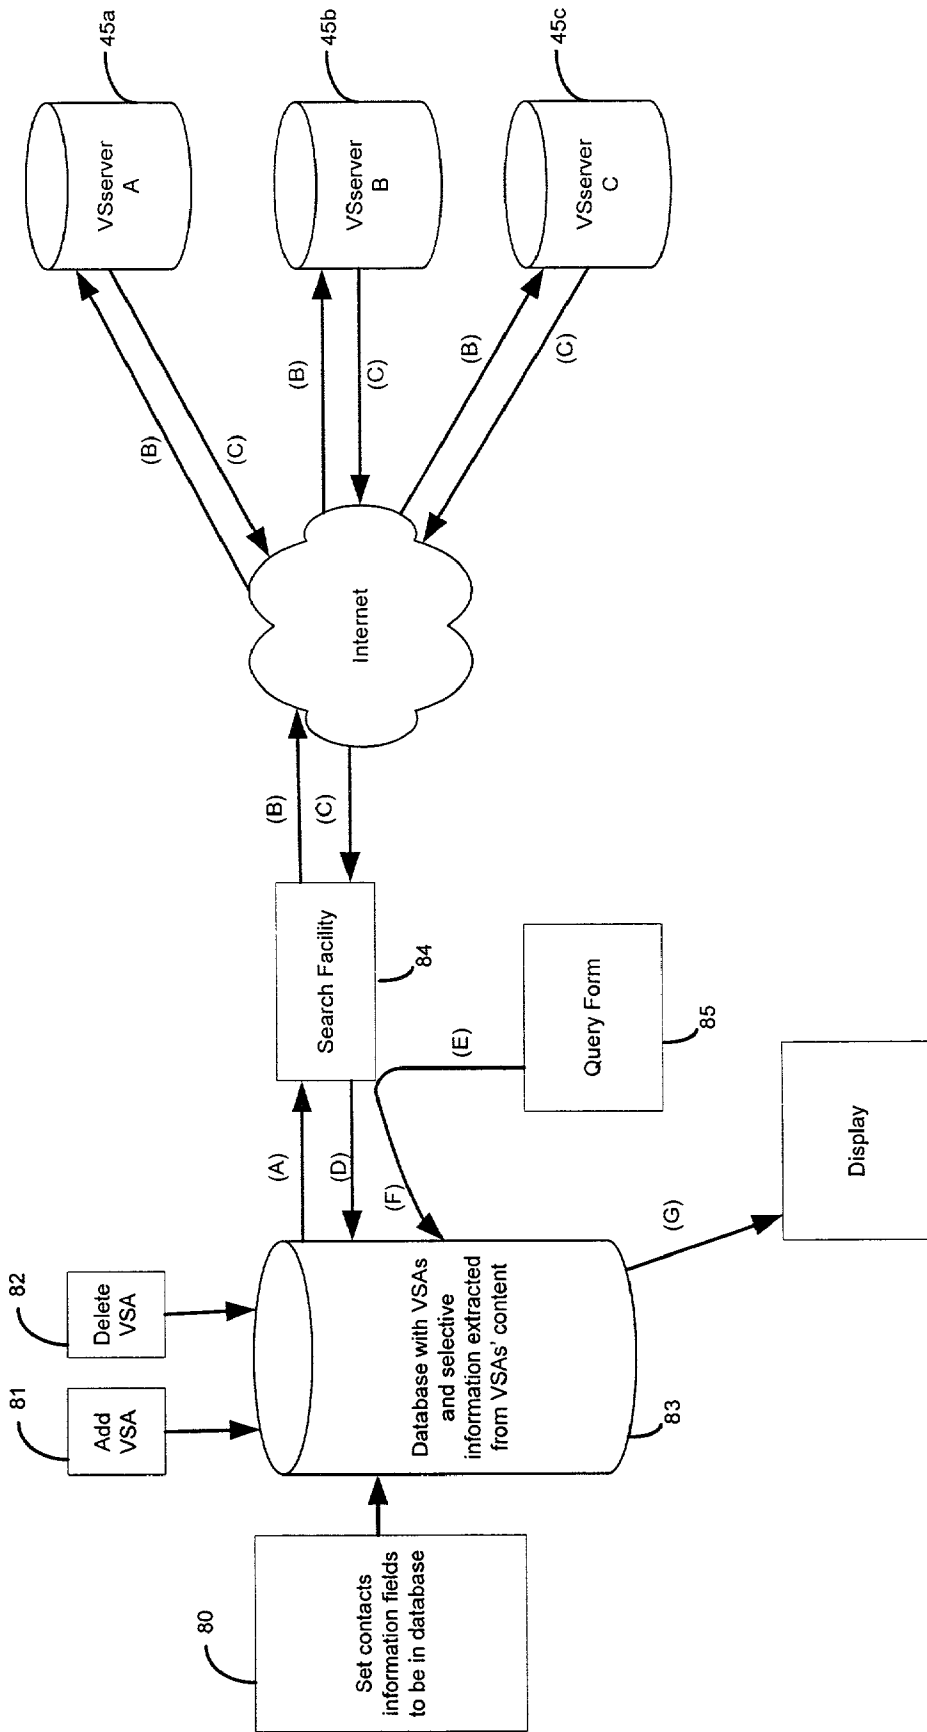 80
Set contacts
information fields
to be in database
81
Add
VSA
82
Delete
VSA
Database with VSAs
and selective
information extracted
from VSAs' content
83
(A)
(D)
(F)
(E)
(G)
Display
Search Facility
84
Query Form
85
(B)
(C)
Internet
(B)
(C)
(B)
(C)
(B)
(C)
VSserver
A
45a
VSserver
B
45b
VSserver
C
45c